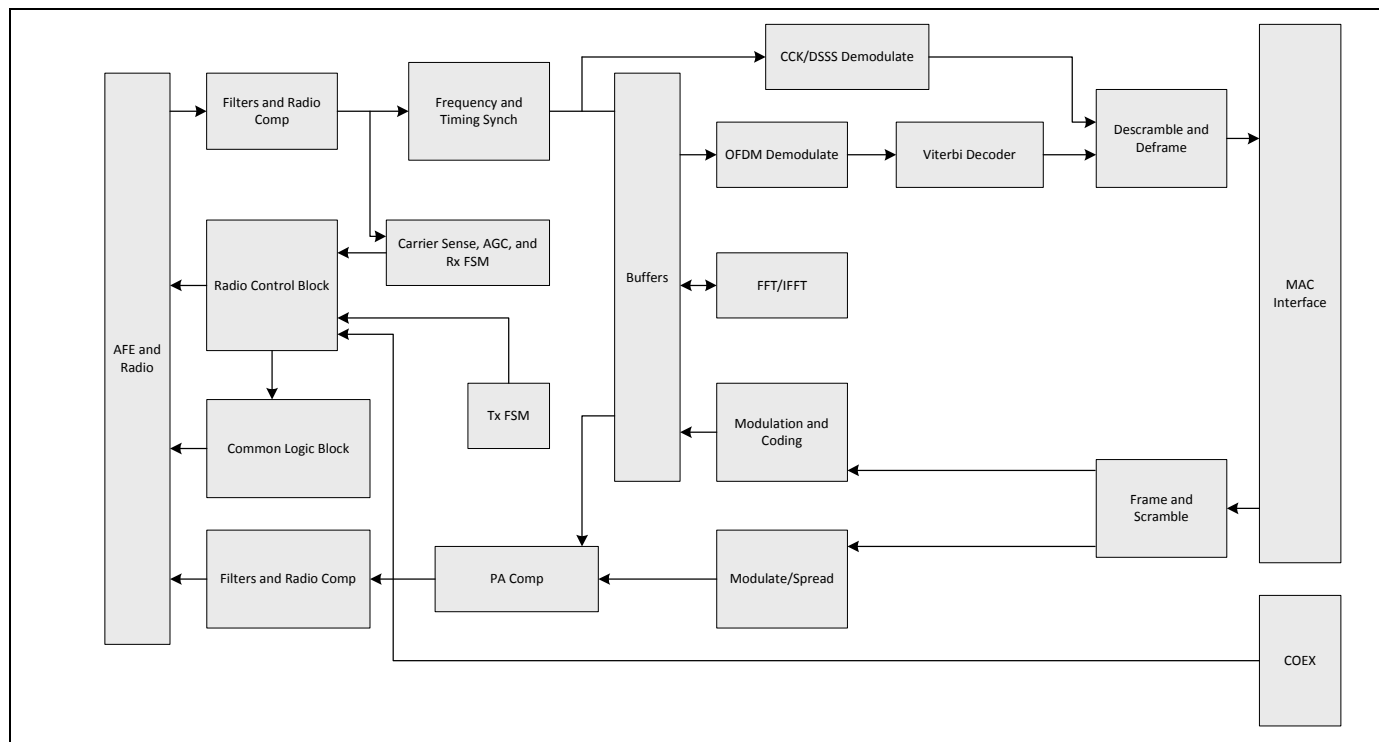 CCK/DSSS Demodulate
Filters and Radio
Comp
Frequency and
Timing Synch
Descramble and
Deframe
OFDM Demodulate
Viterbi Decoder
Carrier Sense, AGC, and
Rx FSM
Radio Control Block
Buffers
FFT/IFFT
MAC
Interface
AFE and
Radio
Tx FSM
Modulation and
Coding
Common Logic Block
Frame and
Scramble
Filters and Radio Comp
PA Comp
Modulate/Spread
COEX